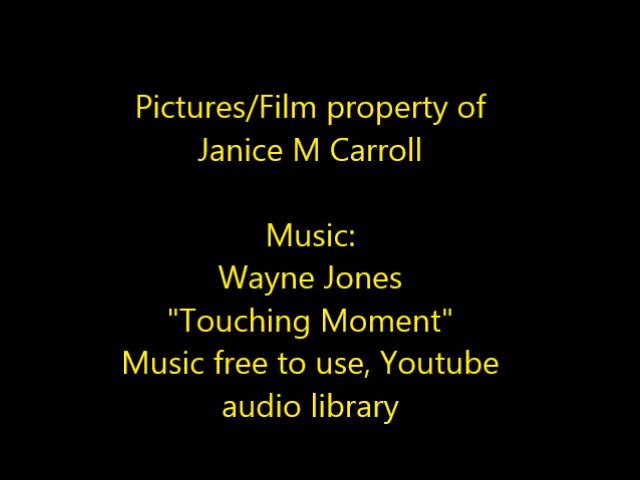 Pictures/Film property of
Janice M Carroll
Music:
Wayne Jones
"Touching Moment"
Music free to use, Youtube
audio library